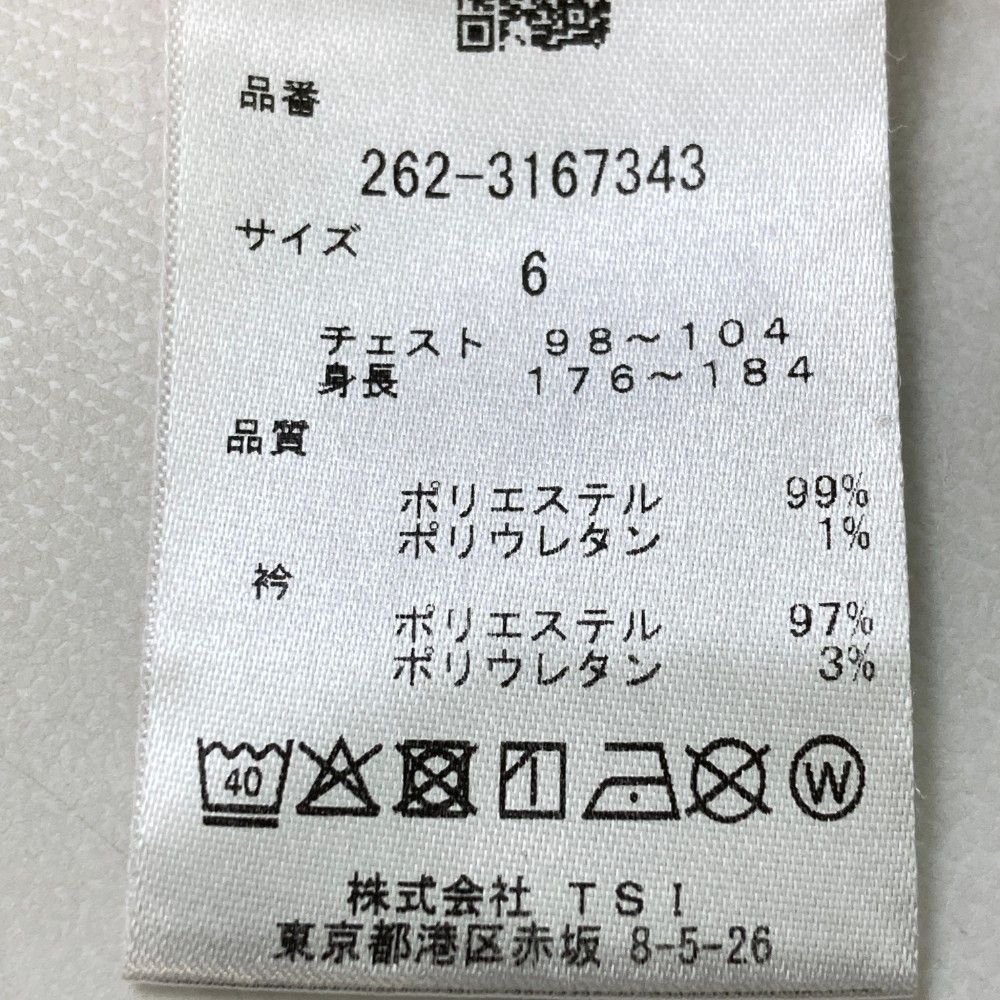 品番
262-3167343
サイズ
6
チェスト 98～104
身長 176～184
品質
ポリエステル 99%
ポリウレタン 1%
衿
ポリエステル 97%
ポリウレタン 3%
40 W
株式会社 TSI
東京都港区赤坂 8-5-26